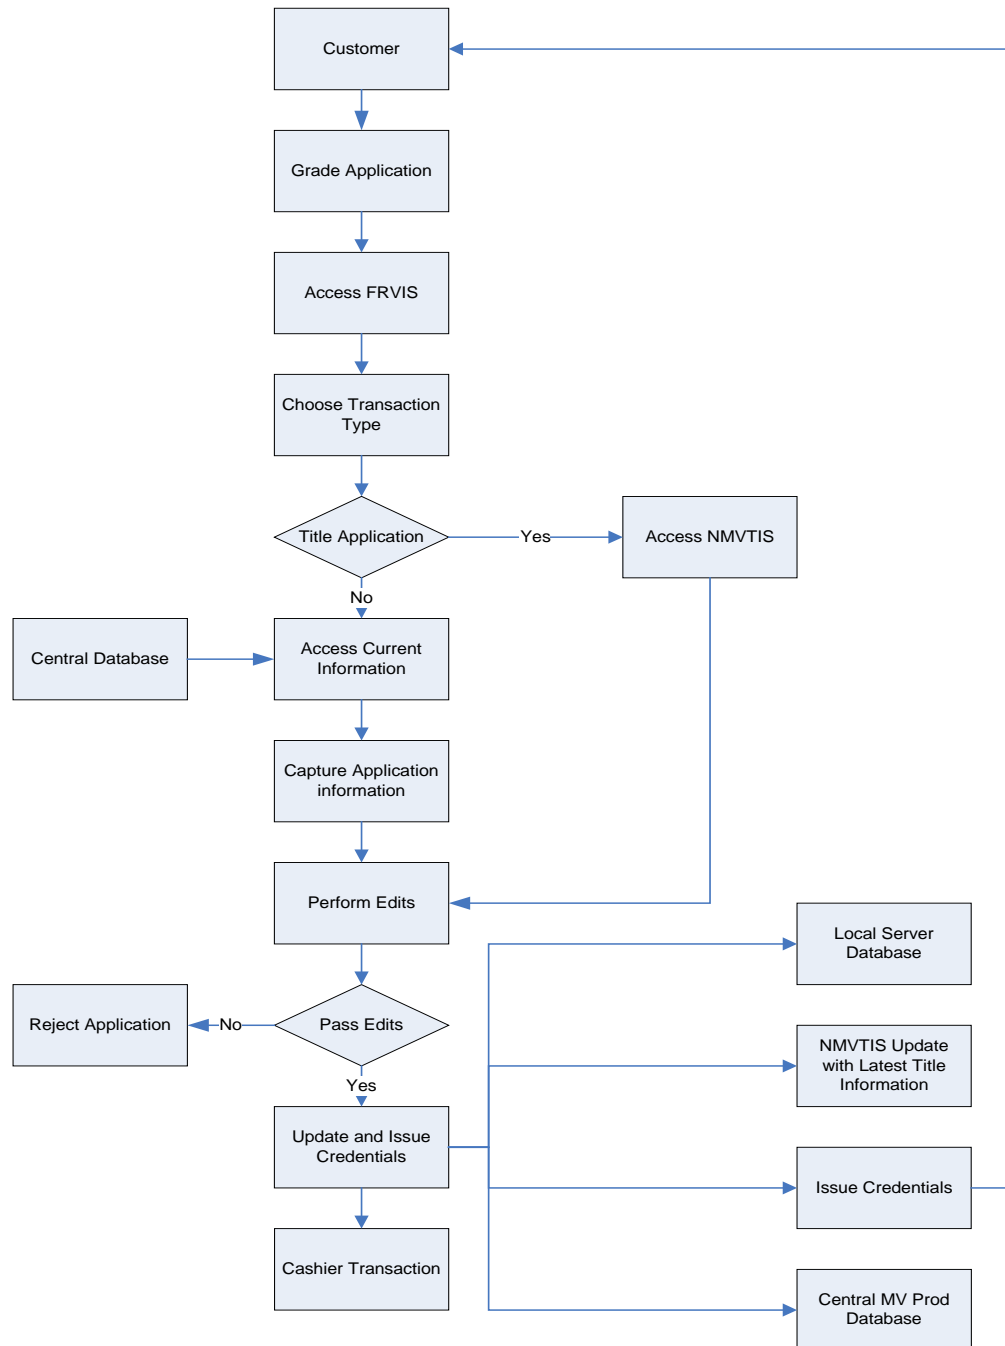 Customer
Grade Application
Access FRVIS
Choose Transaction
Type
Title Application
Yes
Access NMVTIS
No
Central Database
Access Current
Information
Capture Application
information
Perform Edits
Local Server
Database
Reject Application
No
Pass Edits
NMVTIS Update
with Latest Title
Information
Yes
Update and Issue
Credentials
Issue Credentials
Cashier Transaction
Central MV Prod
Database